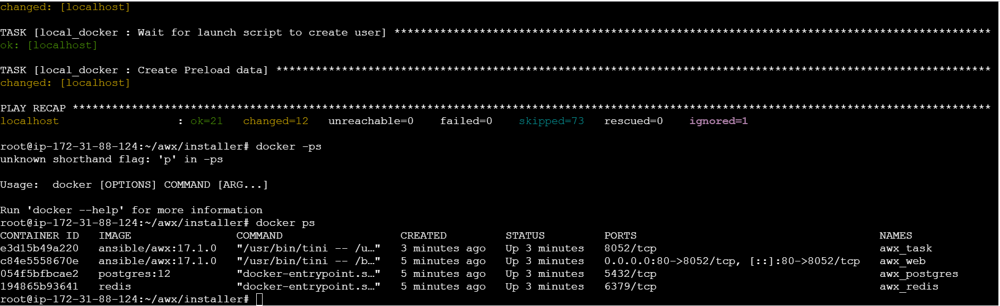 changed: [localhost]
TASK [local_docker : Wait for launch script to create user] *******************************************************************************************
ok: [localhost]
TASK [local_docker : Create Preload data] *************************************************************************************************************
changed: [localhost]
PLAY RECAP ********************************************************************************************************************************************
localhost                  : ok=21   changed=12   unreachable=0    failed=0    skipped=73   rescued=0    ignored=1
root@ip-172-31-88-124:~/awx/installer# docker -ps
unknown shorthand flag: 'p' in -ps
Usage:  docker [OPTIONS] COMMAND [ARG...]
Run 'docker --help' for more information
root@ip-172-31-88-124:~/awx/installer# docker ps
CONTAINER ID   IMAGE                COMMAND                  CREATED         STATUS         PORTS                                     NAMES
e3d15b49a220   ansible/awx:17.1.0   "/usr/bin/tini -- /u…"   3 minutes ago   Up 3 minutes   8052/tcp                                  awx_task
c84e5558670e   ansible/awx:17.1.0   "/usr/bin/tini -- /b…"   5 minutes ago   Up 3 minutes   0.0.0.0:80->8052/tcp, [::]:80->8052/tcp   awx_web
054f5bfbcae2   postgres:12          "docker-entrypoint.s…"   5 minutes ago   Up 3 minutes   5432/tcp                                  awx_postgres
194865b93641   redis                "docker-entrypoint.s…"   5 minutes ago   Up 3 minutes   6379/tcp                                  awx_redis
root@ip-172-31-88-124:~/awx/installer#